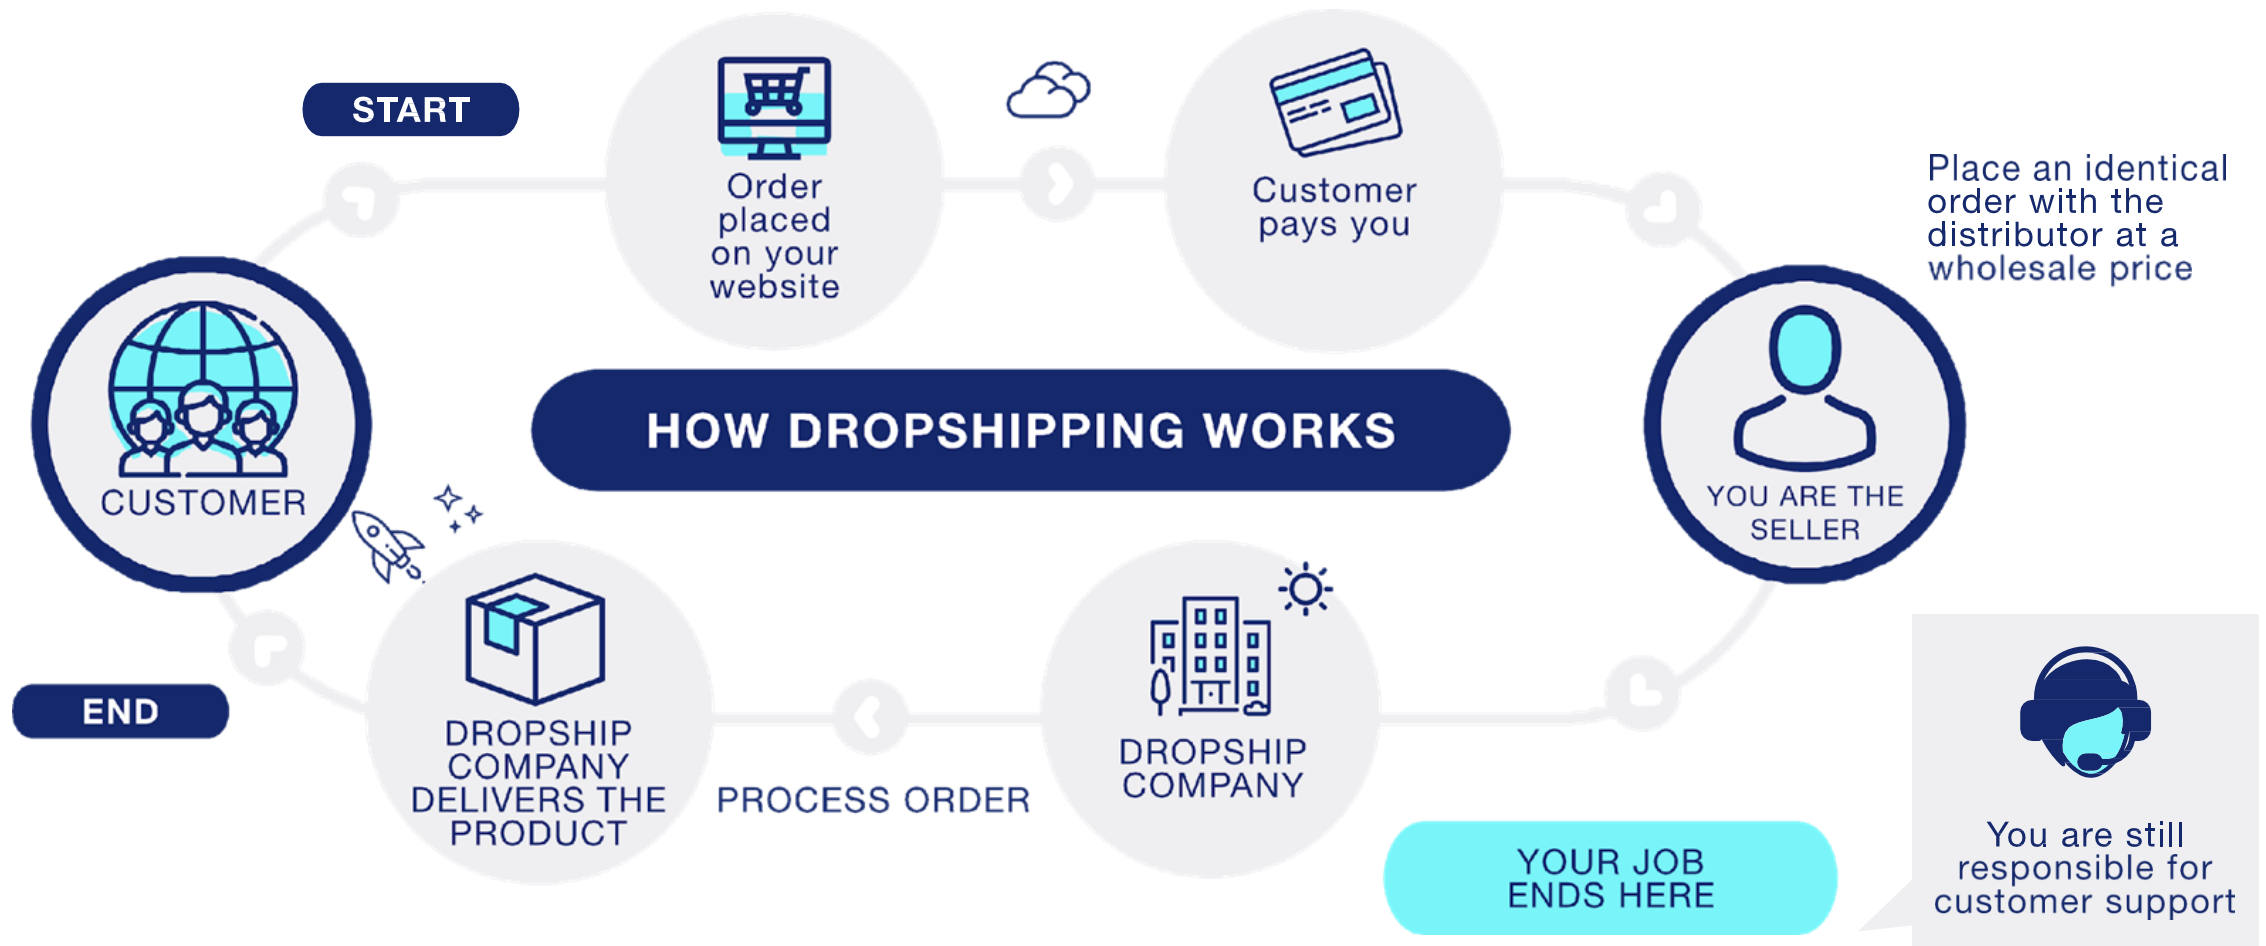 START
Order
placed
on your
website
Customer
pays you
Place an identical
order with the
distributor at a
wholesale price
CUSTOMER
HOW DROPSHIPPING WORKS
YOU ARE THE
SELLER
END
DROPSHIP
COMPANY
DELIVERS THE
PRODUCT
PROCESS ORDER
DROPSHIP
COMPANY
YOUR JOB
ENDS HERE
You are still
responsible for
customer support